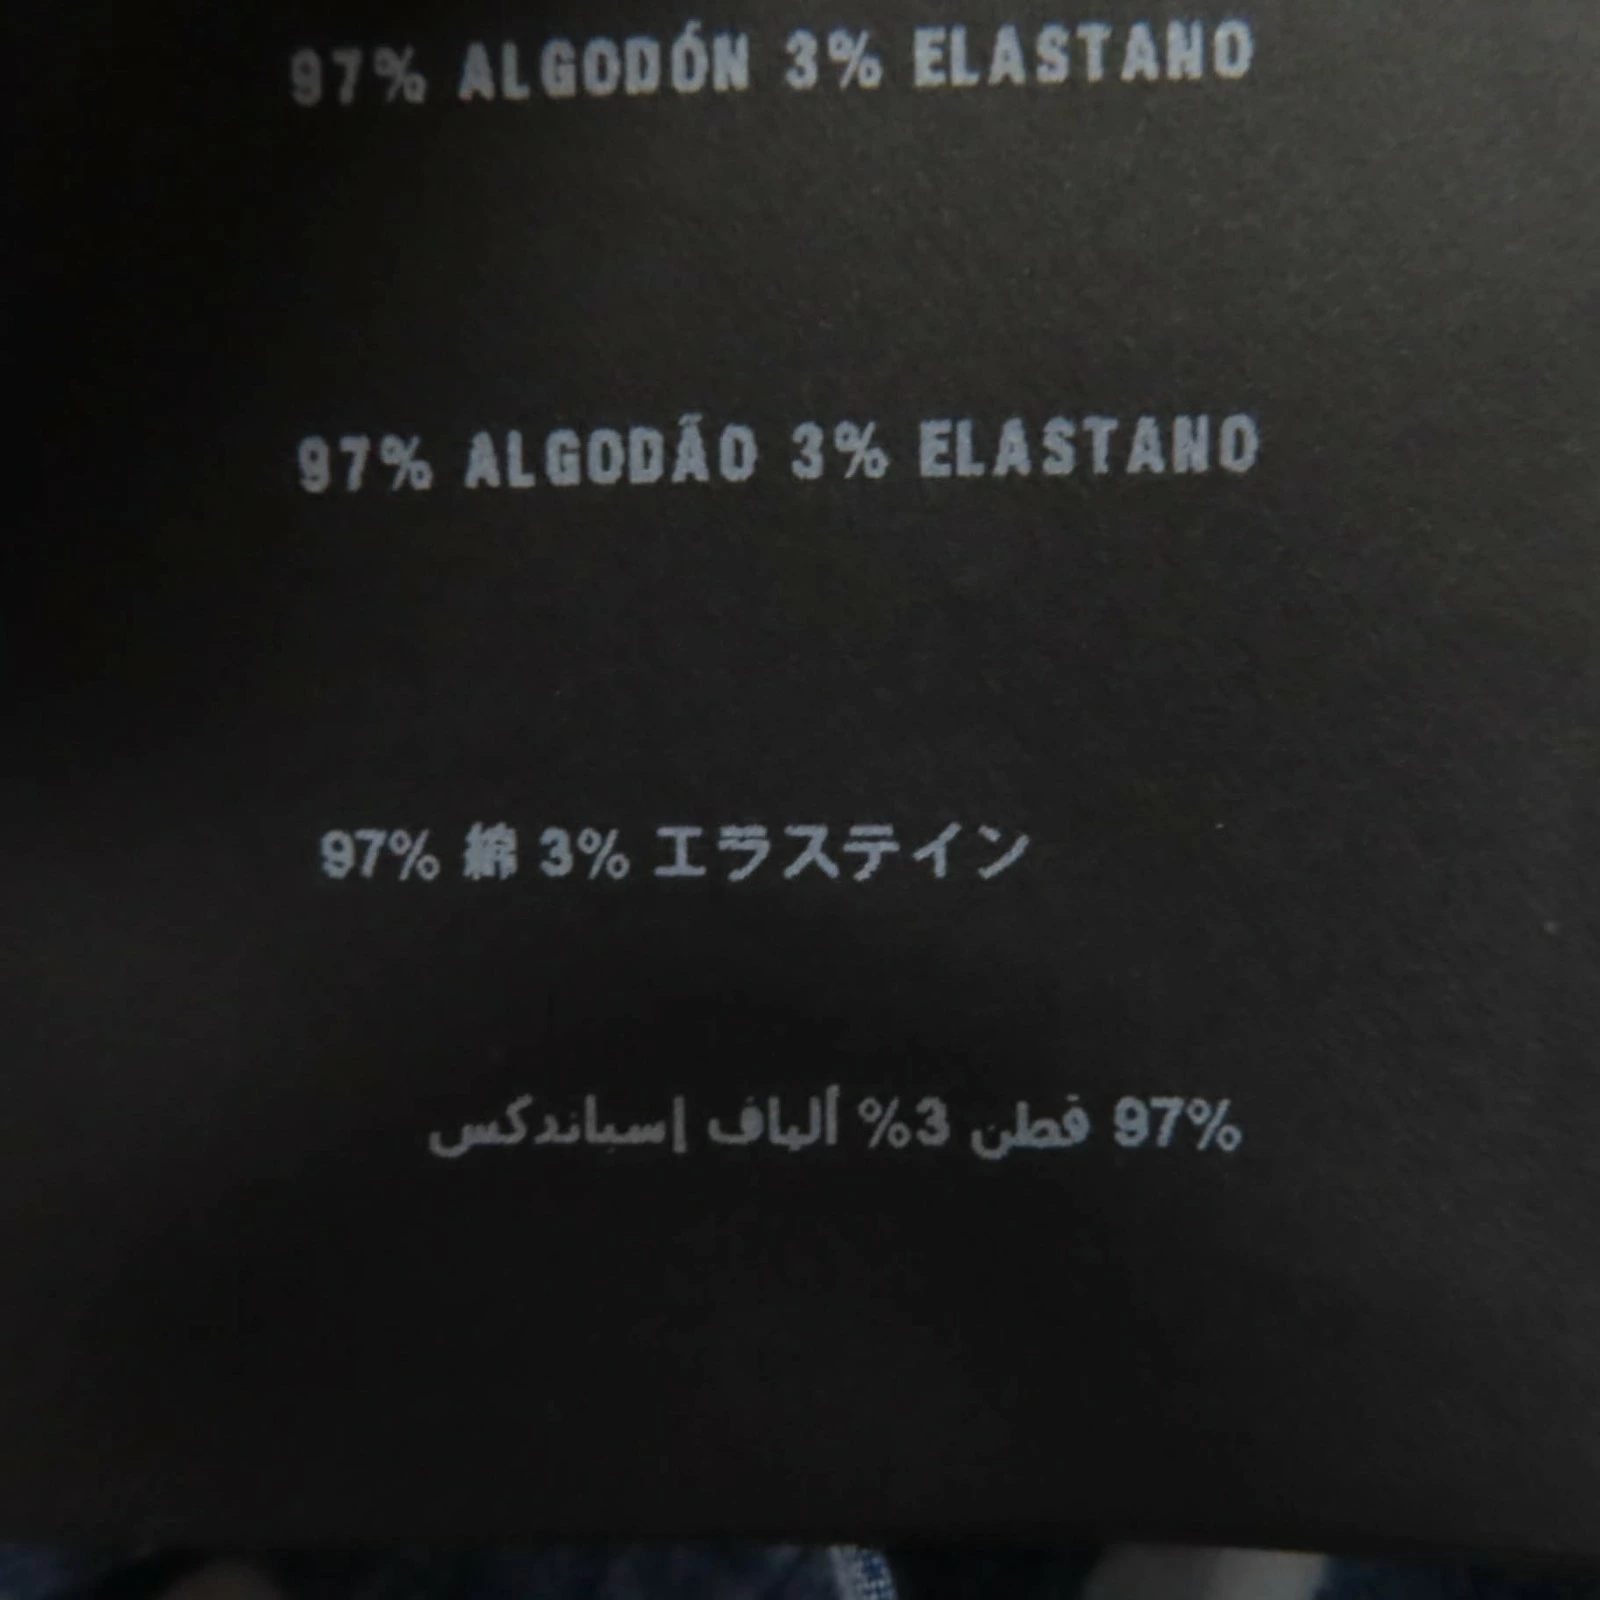 97% ALGODÓN 3% ELASTANO
97% ALGODÃO 3% ELASTANO
97% 綿 3% エラステイン
97% قطن 3% ألياف إسباندكس